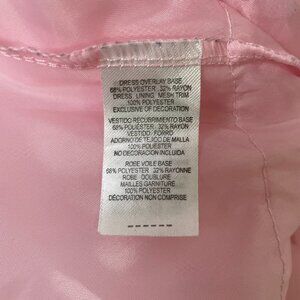 DRESS OVERLAY BASE
68% POLYESTER 32% RAYON
DRESS, LINING, MESH TRIM
100% POLYESTER
EXCLUSIVE OF DECORATION
VESTIDO RECUBRIMIENTO BASE
68% POLIESTER 32% RAYON
VESTIDO, FORRO
ADORNO DE TEJIDO DE MALLA
100% POLIESTER
NO DECORACION INCLUIDA
ROBE VOILE BASE
68% POLYESTER 32% RAYONNE
ROBE DOUBLURE
MAILLES GARNITURE
100% POLYESTER
DÉCORATION NON COMPRISE
------